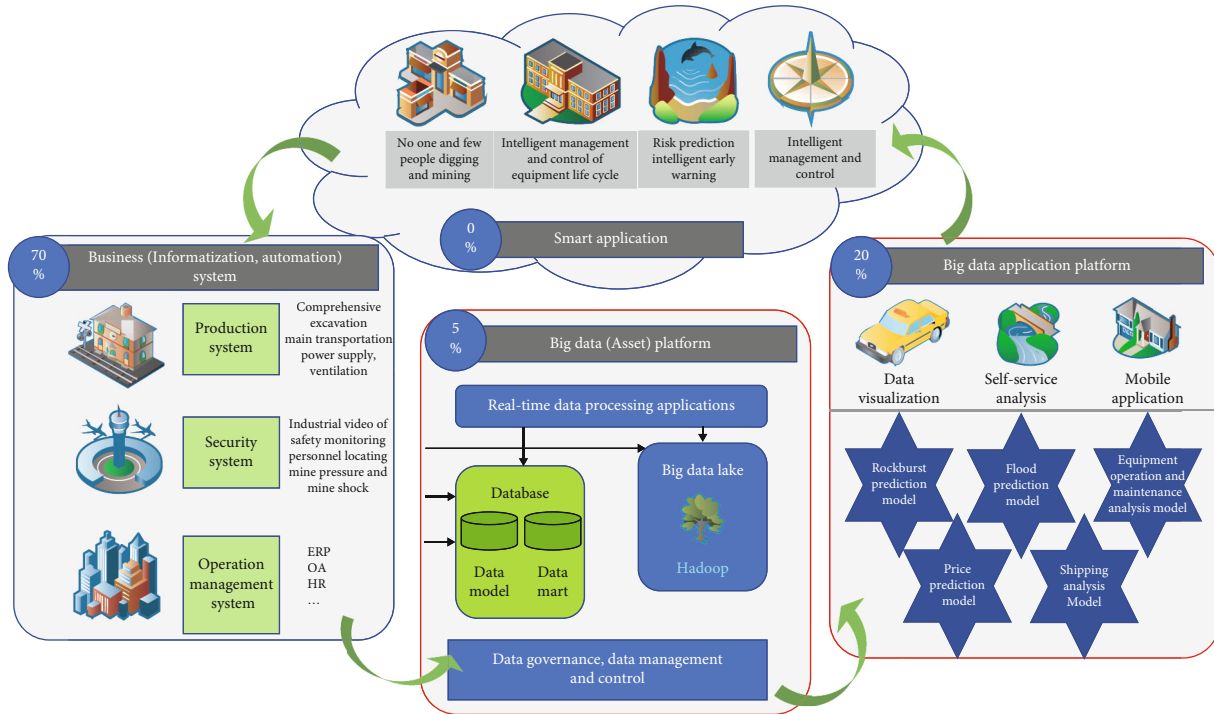 No one and few
people digging
and mining
Intelligent management
and control of
equipment life cycle
Risk prediction
intelligent early
warning
Intelligent
management and
control
0
%
Smart application
70
%
Business (Informatization, automation)
system
Production
system
Comprehensive
excavation
main transportation
power supply,
ventilation
Security
system
Industrial video of
safety monitoring
personnel locating
mine pressure and
mine shock
Operation
management
system
ERP
OA
HR
...
5
%
Big data (Asset) platform
Real-time data processing applications
Database
Data
model
Data
mart
Big data lake
Hadoop
Data governance, data management
and control
20
%
Big data application platform
Data
visualization
Self-service
analysis
Mobile
application
Rockburst
prediction
model
Flood
prediction
model
Equipment
operation and
maintenance
analysis model
Price
prediction
model
Shipping
analysis
Model